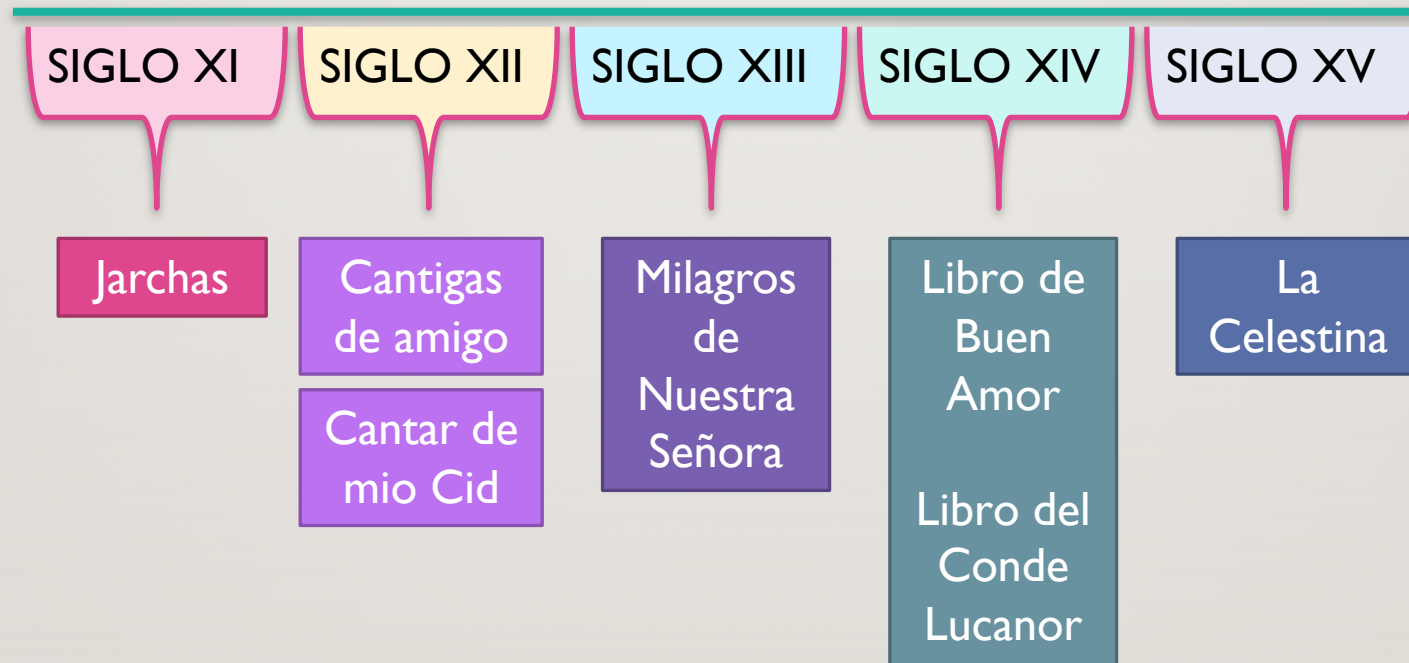 SIGLO XI
SIGLO XII
SIGLO XIII
SIGLO XIV
SIGLO XV
Jarchas
Cantigas
de amigo
Cantar de
mio Cid
Milagros
de
Nuestra
Señora
Libro de
Buen
Amor
Libro del
Conde
Lucanor
La
Celestina